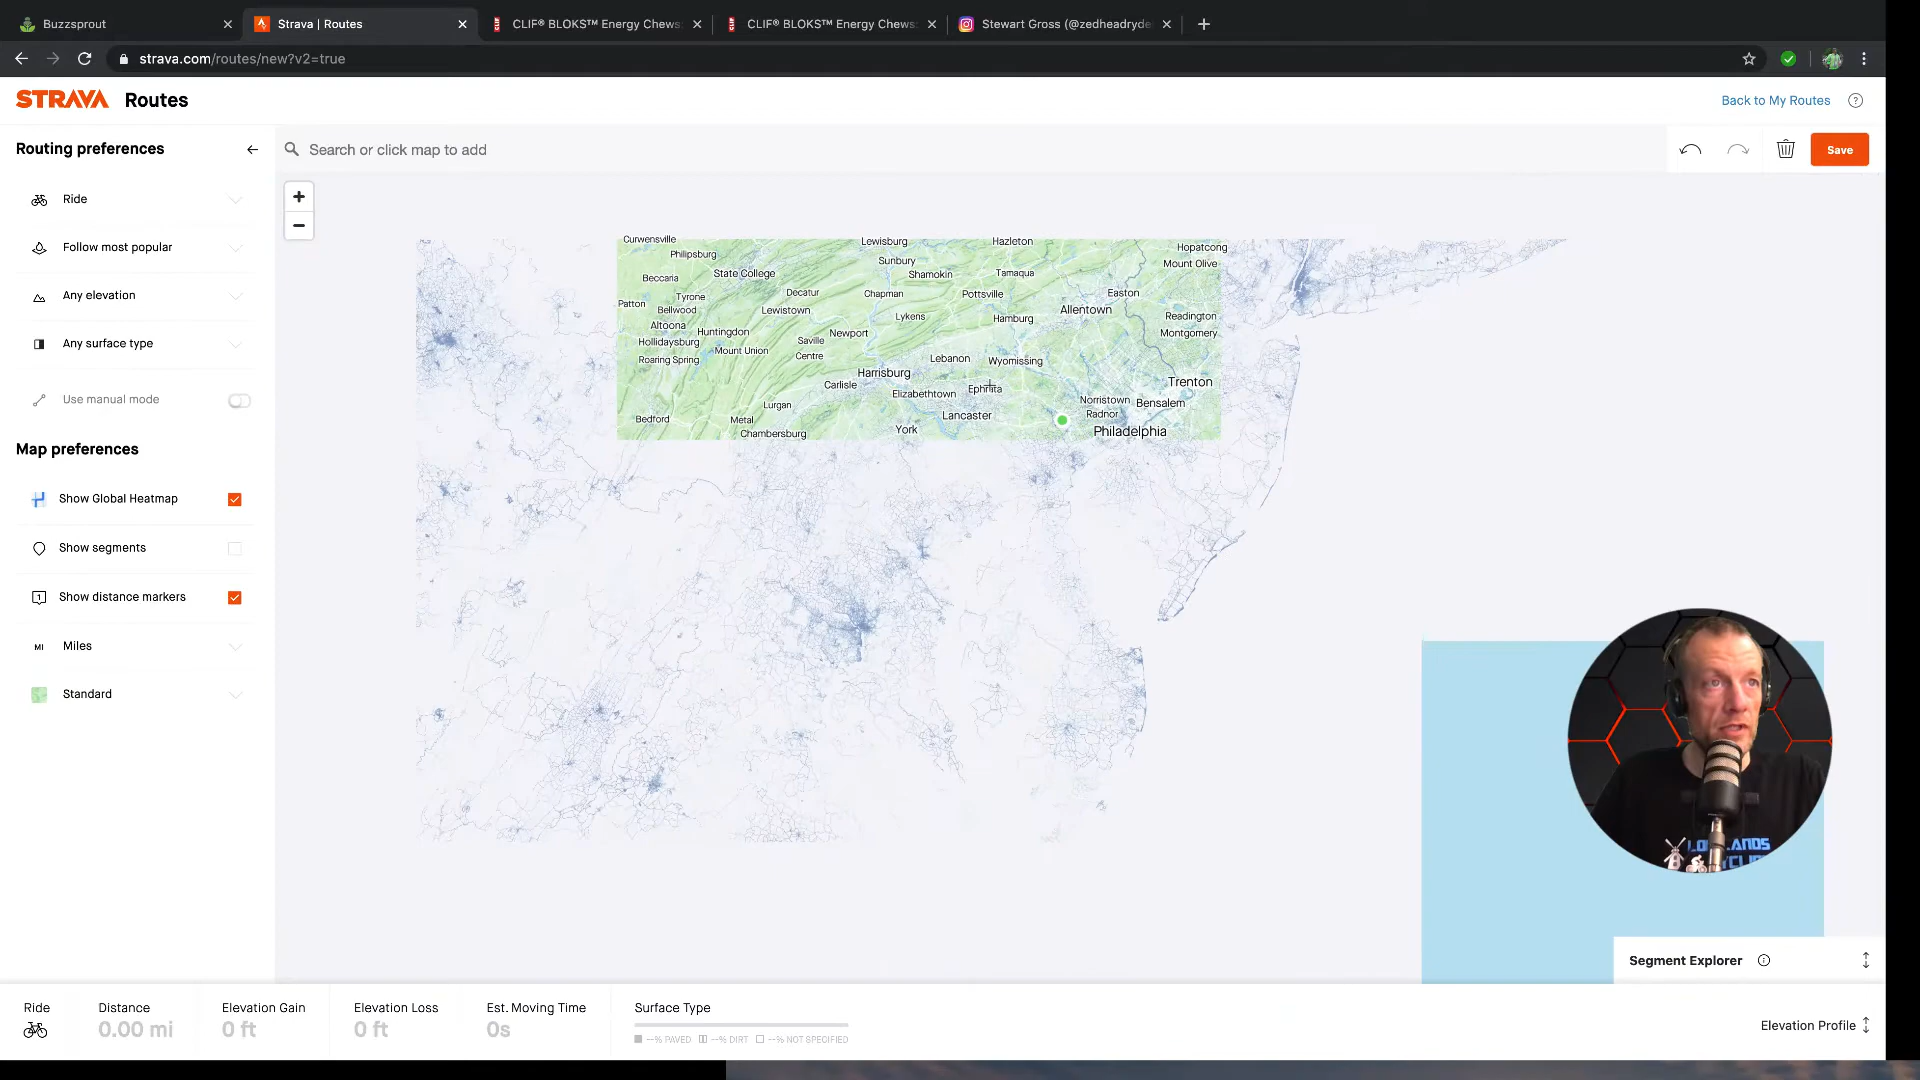 Buzzsprout
Strava | Routes
CLIF® BLOKS™ Energy Chews
CLIF® BLOKS™ Energy Chews
Stewart Gross (@zedheadryde
strava.com/routes/new?v2=true
STRAVA Routes
Back to My Routes
Routing preferences
Search or click map to add
Save
Ride
Follow most popular
Any elevation
Any surface type
Use manual mode
Map preferences
Show Global Heatmap
Show segments
Show distance markers
MI Miles
Standard
Curwensville
Lewisburg
Hazleton
Hopatcong
Philipsburg
Sunbury
Mount Olive
Beccaria
State College
Shamokin
Tamaqua
Tyrone
Decatur
Chapman
Pottsville
Easton
Patton
Bellwood
Lewistown
Lykens
Hamburg
Allentown
Readington
Altoona
Huntingdon
Newport
Montgomery
Hollidaysburg
Saville
Mount Union
Centre
Lebanon
Wyomissing
Roaring Spring
Harrisburg
Carlisle
Elizabethtown
Ephrata
Trenton
Lurgan
Lancaster
Norristown
Bensalem
Bedford
Metal
Radnor
Chambersburg
York
Philadelphia
Segment Explorer
Ride
Distance
0.00 mi
Elevation Gain
0 ft
Elevation Loss
0 ft
Est. Moving Time
0s
Surface Type
--% PAVED --% DIRT --% NOT SPECIFIED
Elevation Profile